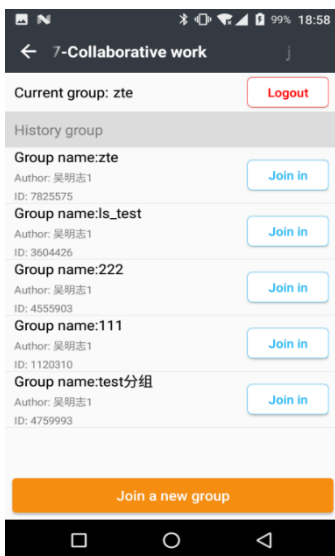 99% 18:58
7-Collaborative work
Current group: zte
Logout
History group
Group name:zte
Author: 吴明志1
Join in
ID: 7825575
Group name:ls_test
Author: 吴明志1
Join in
ID: 3604426
Group name:222
Author: 吴明志1
Join in
ID: 4555903
Group name:111
Author: 吴明志1
Join in
ID: 1120310
Group name:test分组
Author: 吴明志1
Join in
ID: 4759993
Join a new group